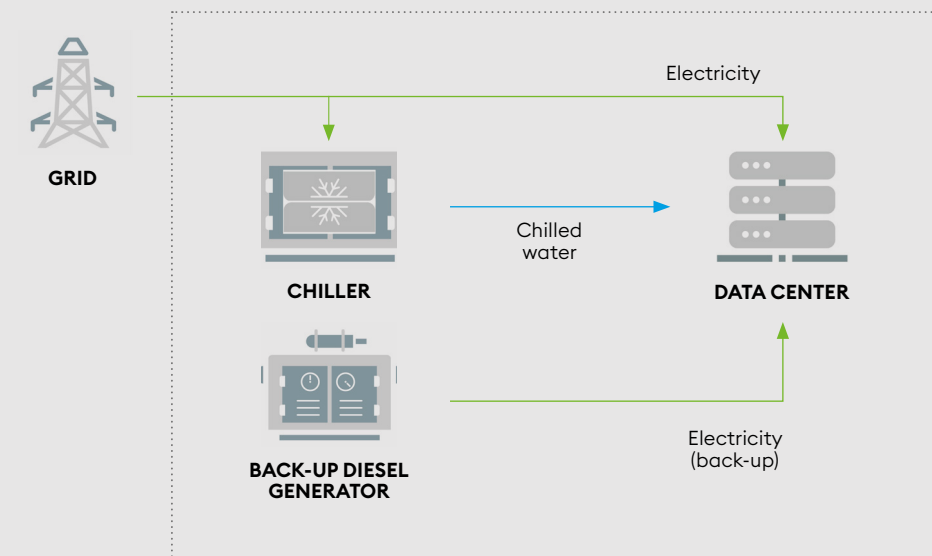 Electricity
GRID
Chilled
water
CHILLER
DATA CENTER
Electricity
(back-up)
BACK-UP DIESEL
GENERATOR